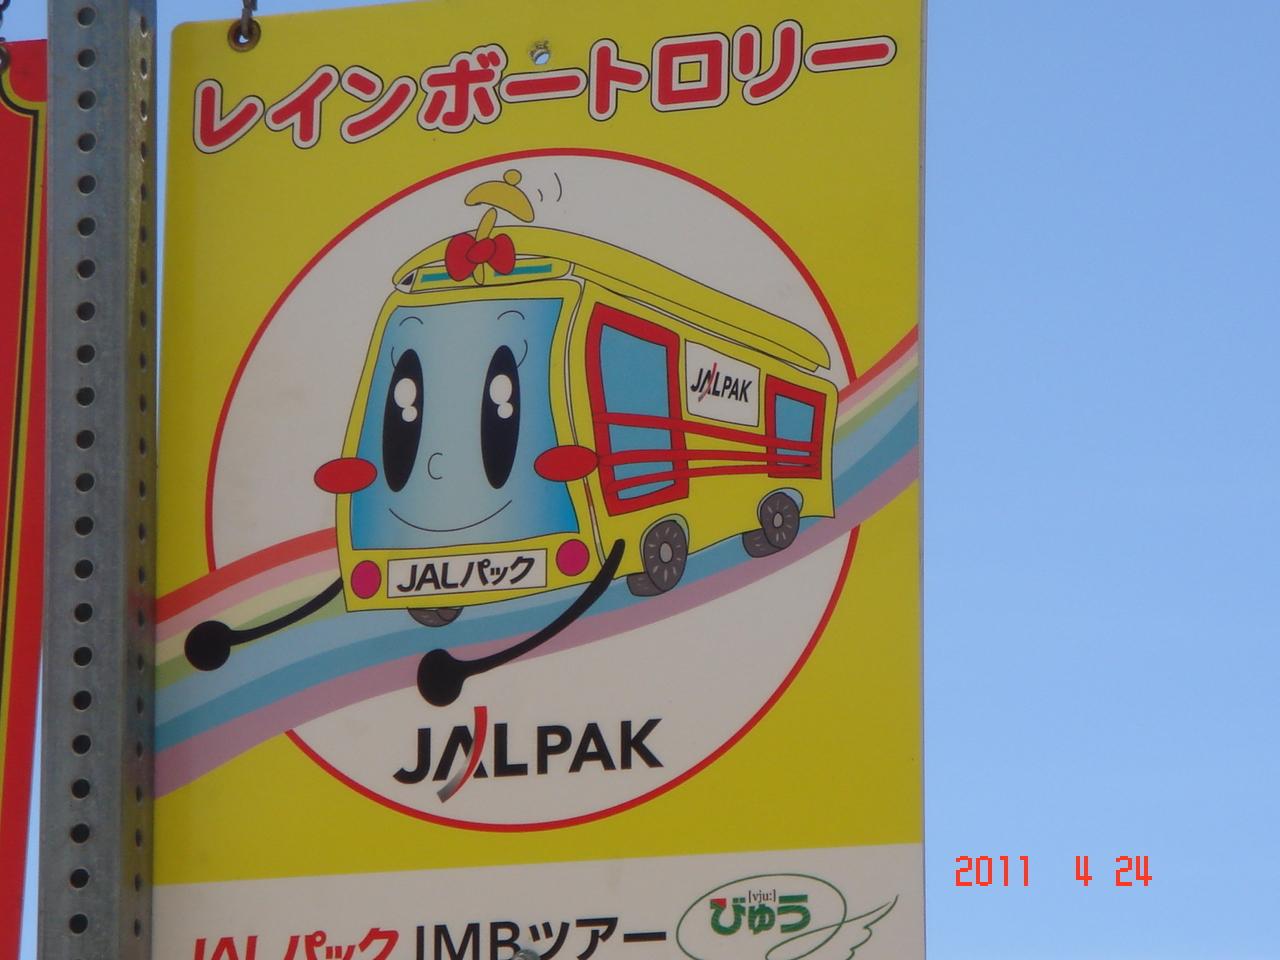 レインボートロリー
JALPAK
JALパック
JALPAK
JALパック JMBツアー
[vju:]
びゅう
2011 4 24